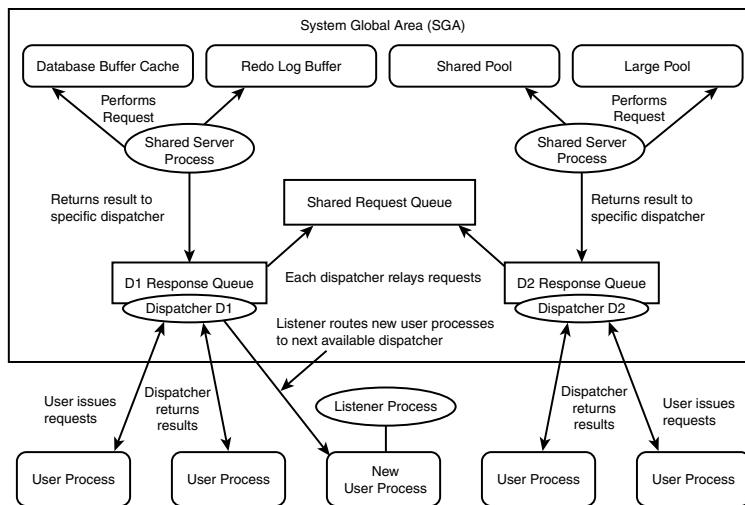 System Global Area (SGA)
Database Buffer Cache
Redo Log Buffer
Shared Pool
Large Pool
Performs
Request
Performs
Request
Shared Server
Process
Shared Server
Process
Returns result to
specific dispatcher
Shared Request Queue
Returns result to
specific dispatcher
D1 Response Queue
Each dispatcher relays requests
D2 Response Queue
Dispatcher D1
Dispatcher D2
Listener routes new user processes
to next available dispatcher
User issues
requests
Dispatcher
returns
results
Listener Process
Dispatcher
returns
results
User issues
requests
User Process
User Process
New
User Process
User Process
User Process